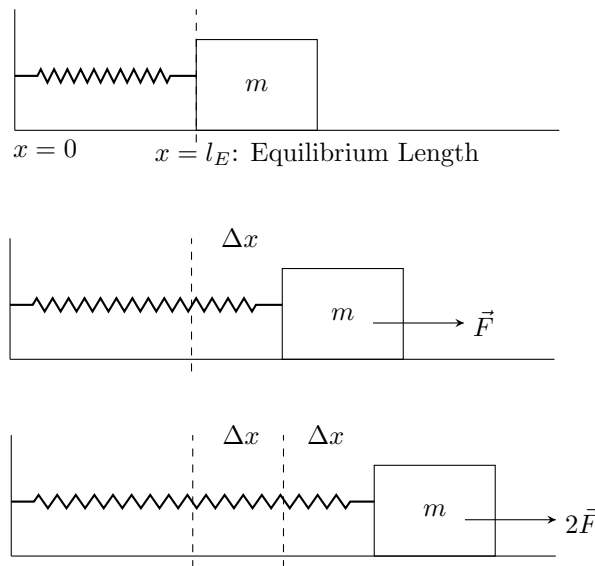 m
x = 0
x = l_E: Equilibrium Length
Δx
m
F⃗
Δx Δx
m
2F⃗